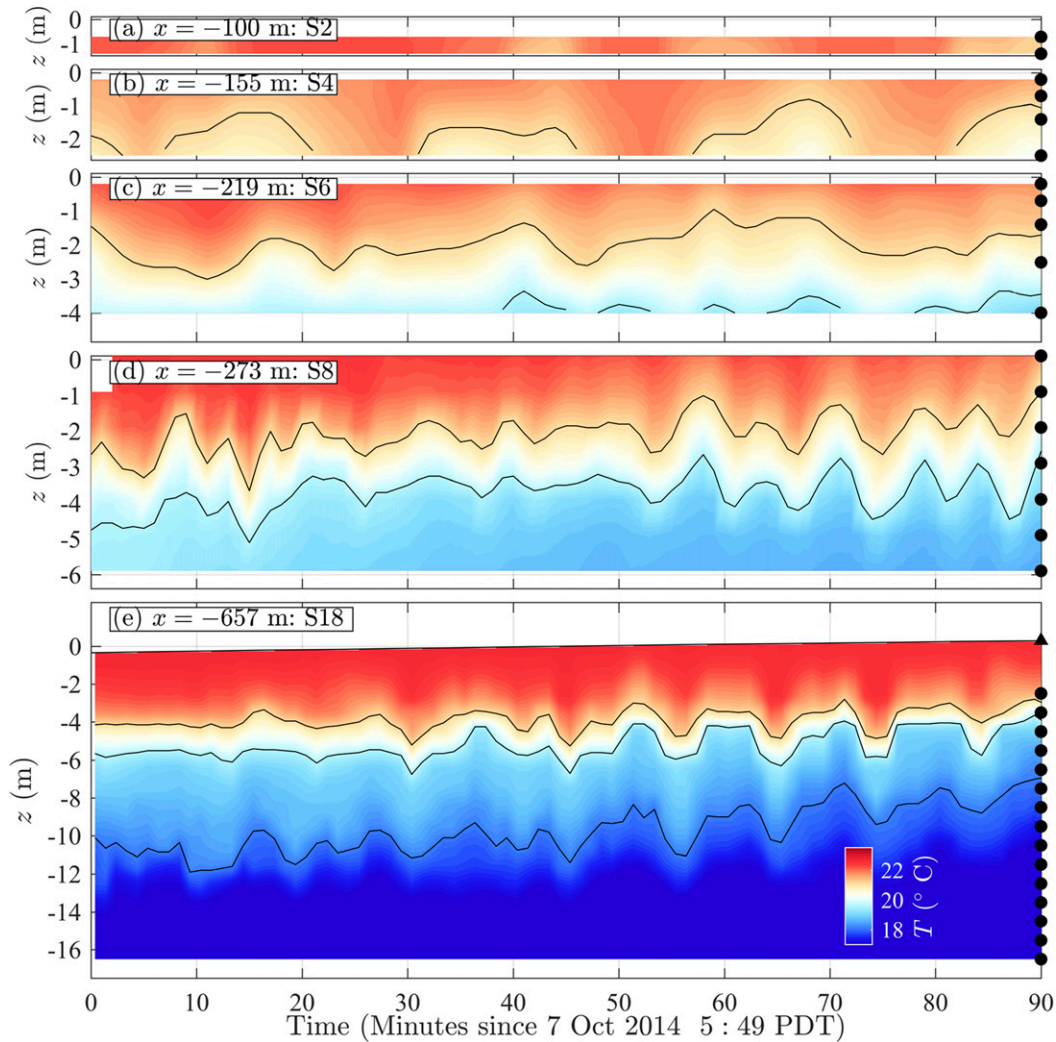 (a) x = −100 m: S2
z (m)
0
-1
(b) x = −155 m: S4
z (m)
0
-1
-2
(c) x = −219 m: S6
z (m)
0
-1
-2
-3
-4
(d) x = −273 m: S8
z (m)
0
-1
-2
-3
-4
-5
-6
(e) x = −657 m: S18
z (m)
0
-2
-4
-6
-8
-10
-12
-14
-16
22
20
18
T (° C)
0 10 20 30 40 50 60 70 80 90
Time (Minutes since 7 Oct 2014 5 : 49 PDT)